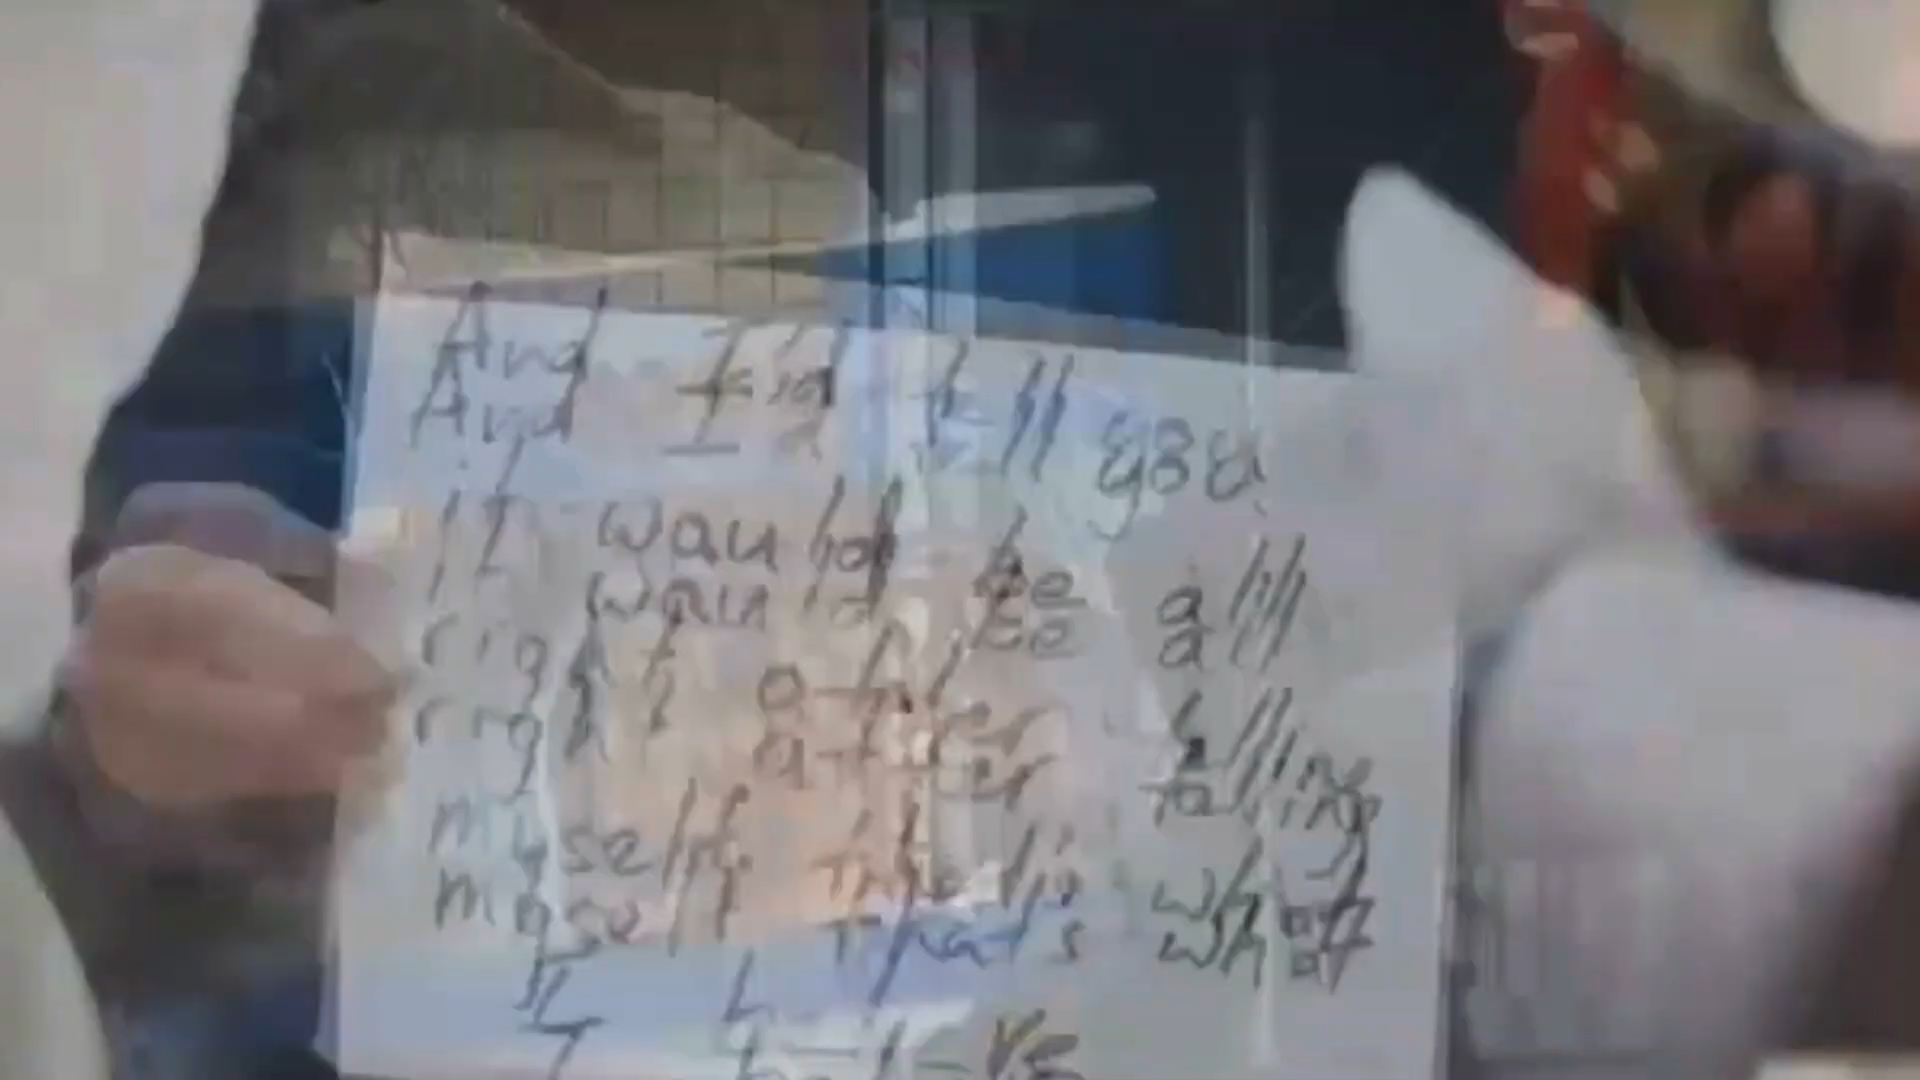 And I'd tell you
it would be all
right after telling
myself that's what
I